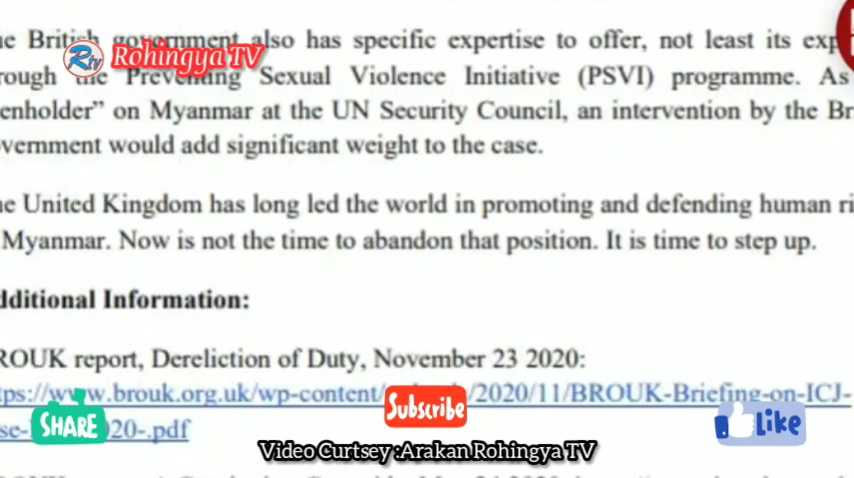 British government also has specific expertise to offer, not least its
Rtv Rohingya TV
the Preventing Sexual Violence Initiative (PSVI) programme. As
enholder” on Myanmar at the UN Security Council, an intervention by the
vernment would add significant weight to the case.
United Kingdom has long led the world in promoting and defending human
Myanmar. Now is not the time to abandon that position. It is time to step up.
dditional Information:
ROUK report, Dereliction of Duty, November 23 2020:
tps://www.brouk.org.uk/wp-content/ /2020/11/BROUK-Briefing-on-ICJ-
20-.pdf
SHARE
Subscribe
Like
Video Curtsey :Arakan Rohingya TV